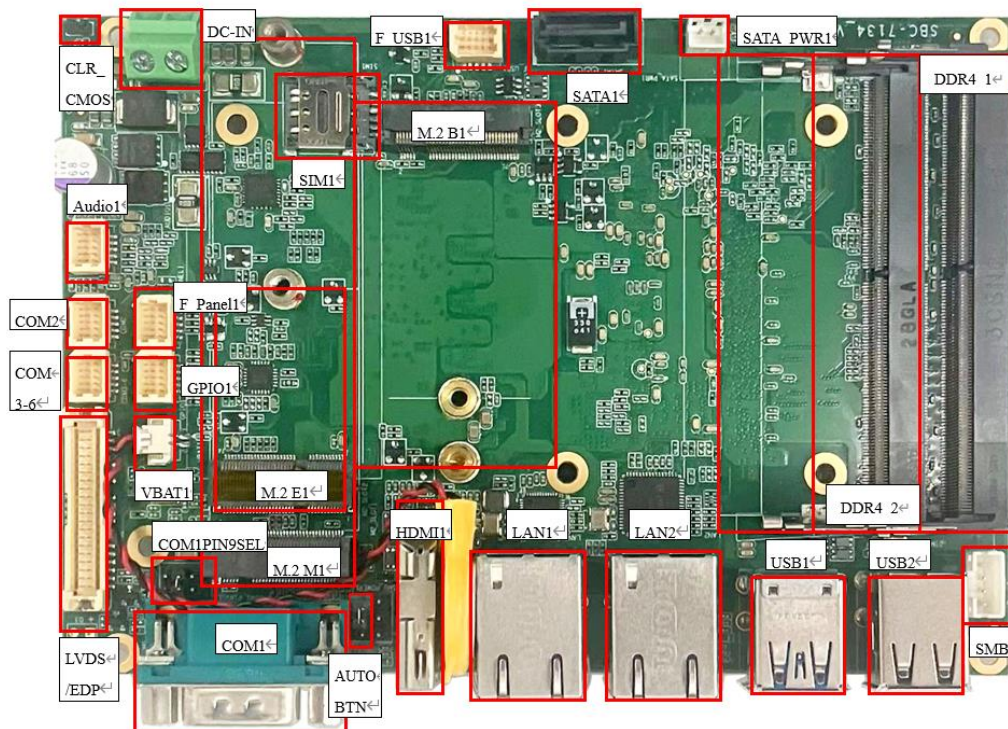 DC-IN
F_USB1
SATA_PWR1
SBC-7134
CLR_
CMOS
SATA1
DDR4_1
M.2 B1
SIM1
Audio1
COM2
F_Panel1
28GLA
330
COM
3-6
GPIO1
VBAT1
M.2 E1
DDR4_2
COM1PIN9SEL
HDMI1
LAN1
LAN2
M.2 M1
USB1
USB2
COM1
SMB
LVDS
/EDP
AUTO
BTN